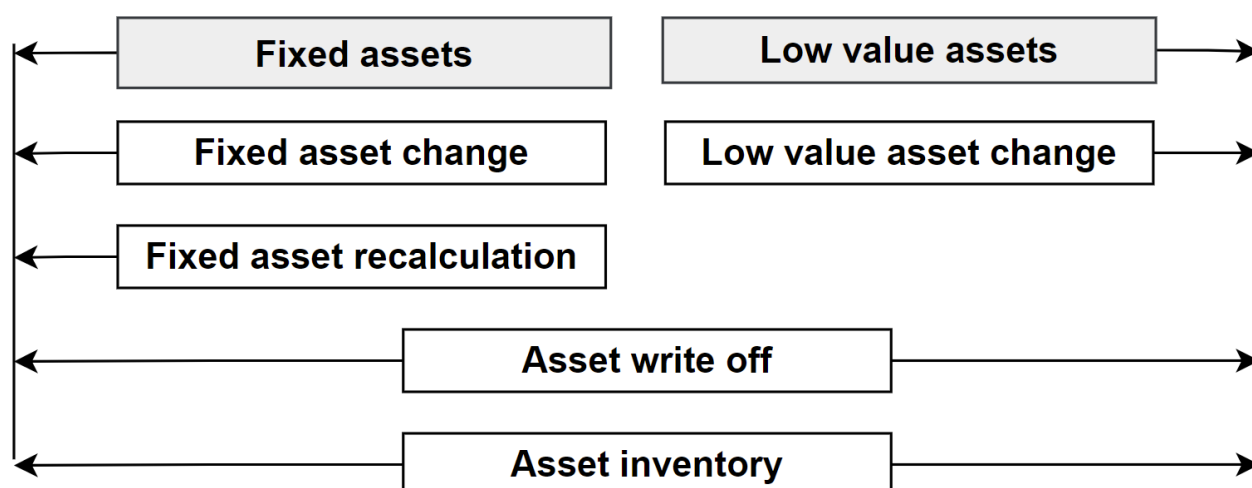 Fixed assets
Low value assets
Fixed asset change
Low value asset change
Fixed asset recalculation
Asset write off
Asset inventory